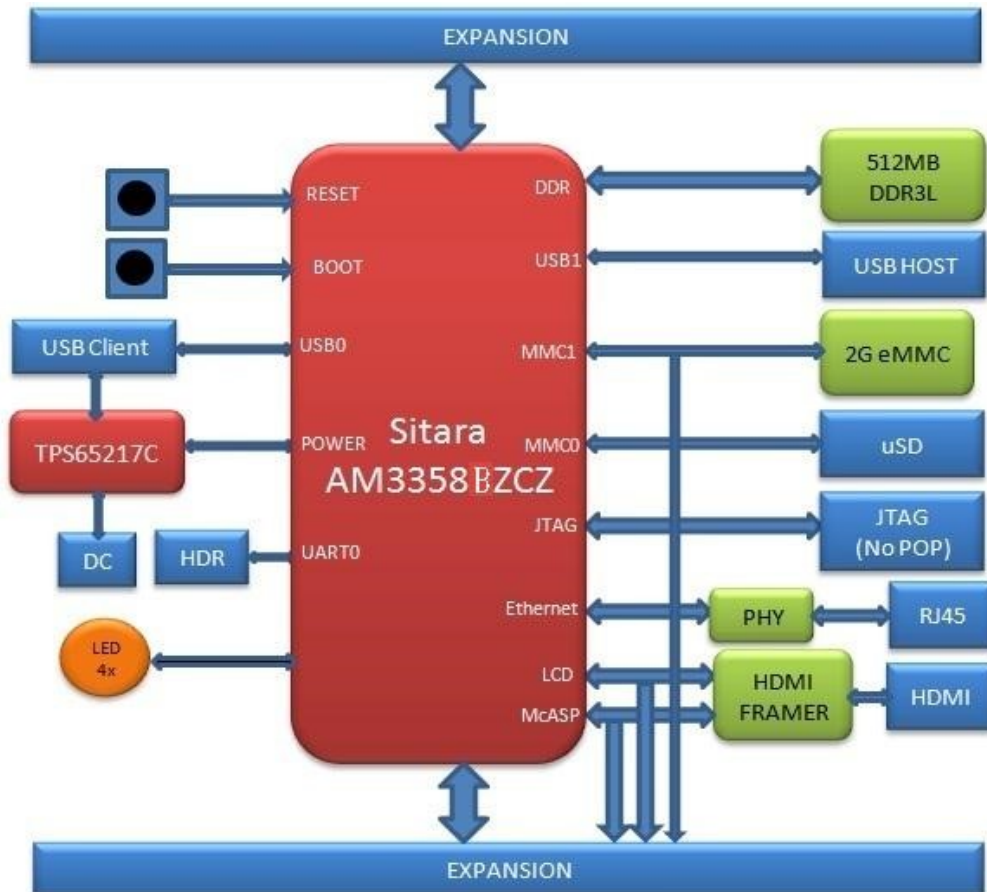 EXPANSION
RESET
DDR
512MB
DDR3L
BOOT
USB1
USB HOST
USB Client
USB0
MMC1
2G eMMC
TPS65217C
POWER
Sitara
AM3358BZCZ
MMC0
uSD
JTAG
JTAG
(No POP)
DC
HDR
UART0
Ethernet
PHY
RJ45
LED
4x
LCD
McASP
HDMI
FRAMER
HDMI
EXPANSION